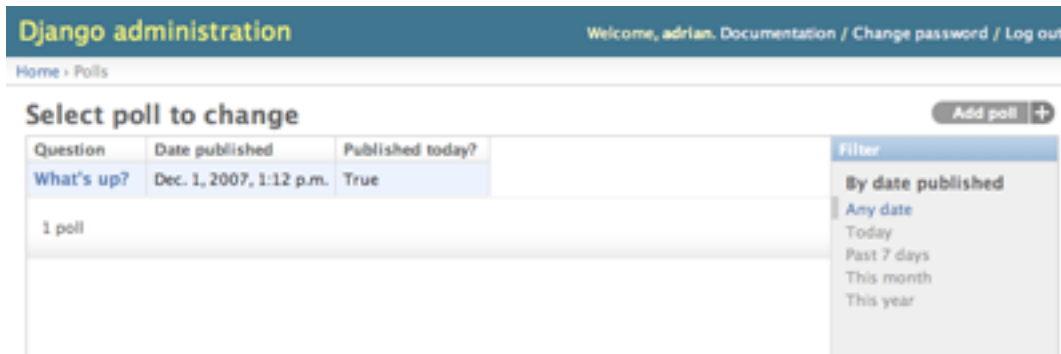 Django administration
Welcome, adrian. Documentation / Change password / Log out
Home › Polls
Select poll to change
Add poll +
Question Date published Published today?
What's up? Dec. 1, 2007, 1:12 p.m. True
1 poll
Filter
By date published
Any date
Today
Past 7 days
This month
This year